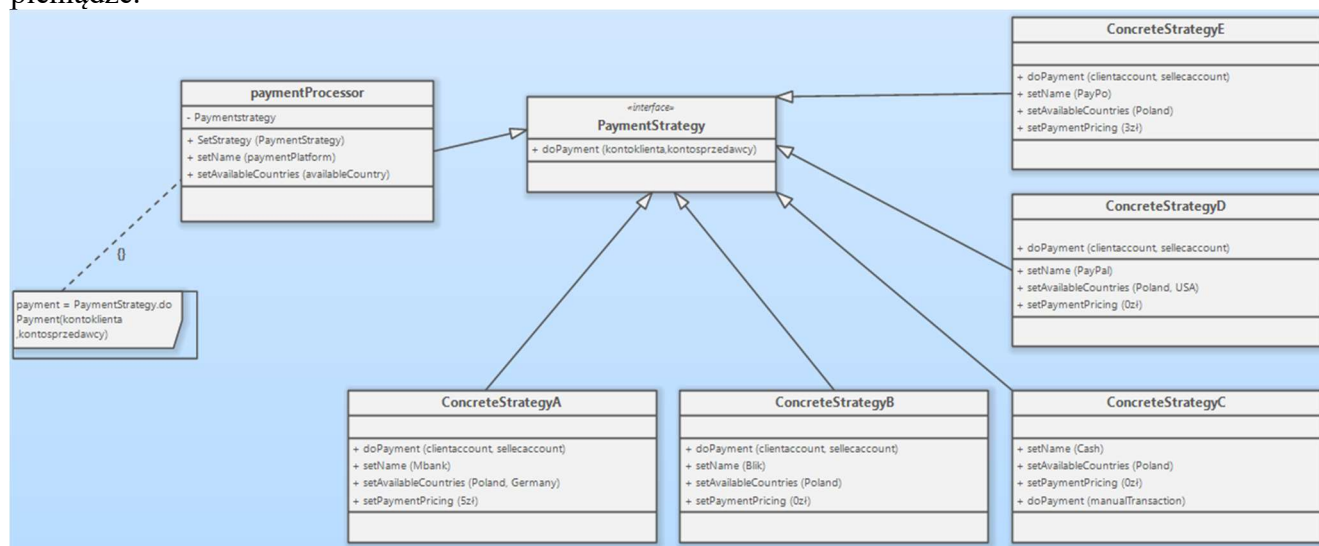 pieniądze.
paymentProcessor
- Paymentstrategy
+ SetStrategy (PaymentStrategy)
+ setName (paymentPlatform)
+ setAvailableCountries (availableCountry)
«interface»
PaymentStrategy
+ doPayment (kontoklienta,kontosprzedawcy)
ConcreteStrategyE
+ doPayment (clientaccount, sellecaccount)
+ setName (PayPo)
+ setAvailableCountries (Poland)
+ setPaymentPricing (3zł)
ConcreteStrategyD
+ doPayment (clientaccount, sellecaccount)
+ setName (PayPal)
+ setAvailableCountries (Poland, USA)
+ setPaymentPricing (0zł)
{}
payment = PaymentStrategy.do
Payment(kontoklienta
,kontosprzedawcy)
ConcreteStrategyA
+ doPayment (clientaccount, sellecaccount)
+ setName (Mbank)
+ setAvailableCountries (Poland, Germany)
+ setPaymentPricing (5zł)
ConcreteStrategyB
+ doPayment (clientaccount, sellecaccount)
+ setName (Blik)
+ setAvailableCountries (Poland)
+ setPaymentPricing (0zł)
ConcreteStrategyC
+ setName (Cash)
+ setAvailableCountries (Poland)
+ setPaymentPricing (0zł)
+ doPayment (manualTransaction)